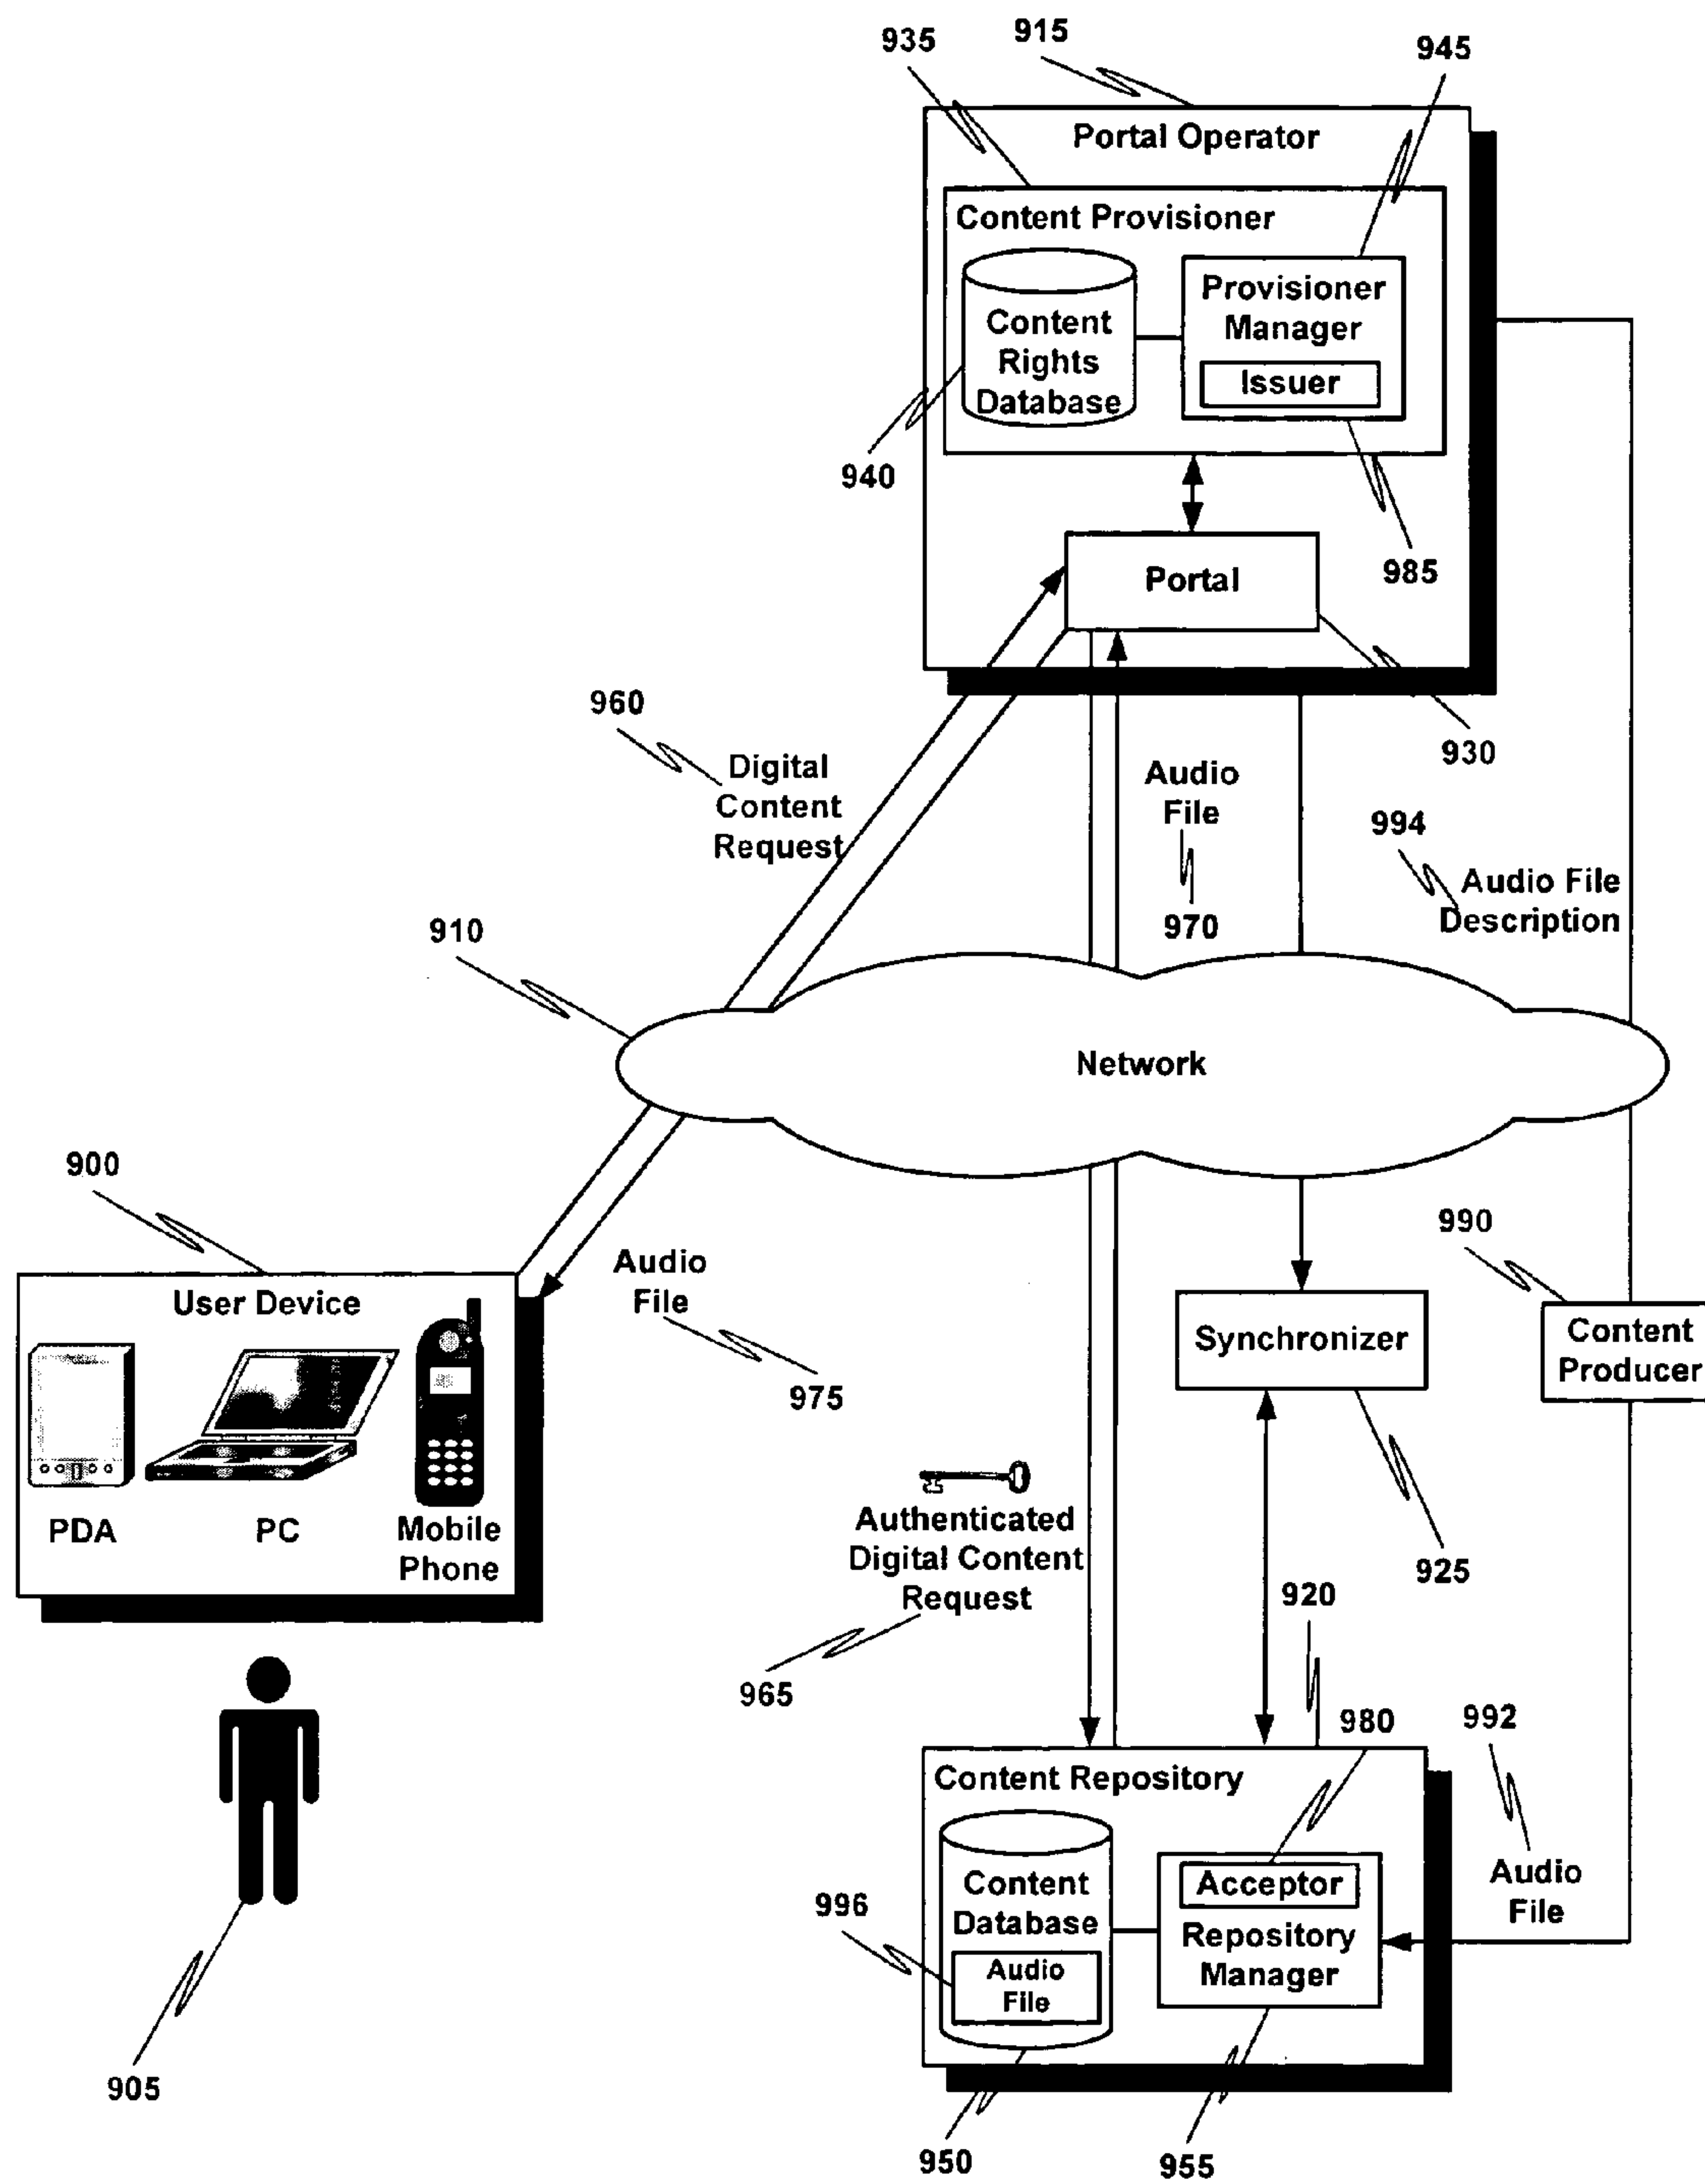 935
915
945
Portal Operator
Content Provisioner
Provisioner
Manager
Issuer
Content
Rights
Database
940
985
Portal
930
960
Digital
Content
Request
Audio
File
970
994
Audio File
Description
910
Network
900
User Device
PDA
PC
Mobile
Phone
Audio
File
975
990
Content
Producer
Synchronizer
925
Authenticated
Digital Content
Request
965
920
980
992
Audio
File
Content Repository
Content
Database
Audio
File
996
Acceptor
Repository
Manager
905
950
955